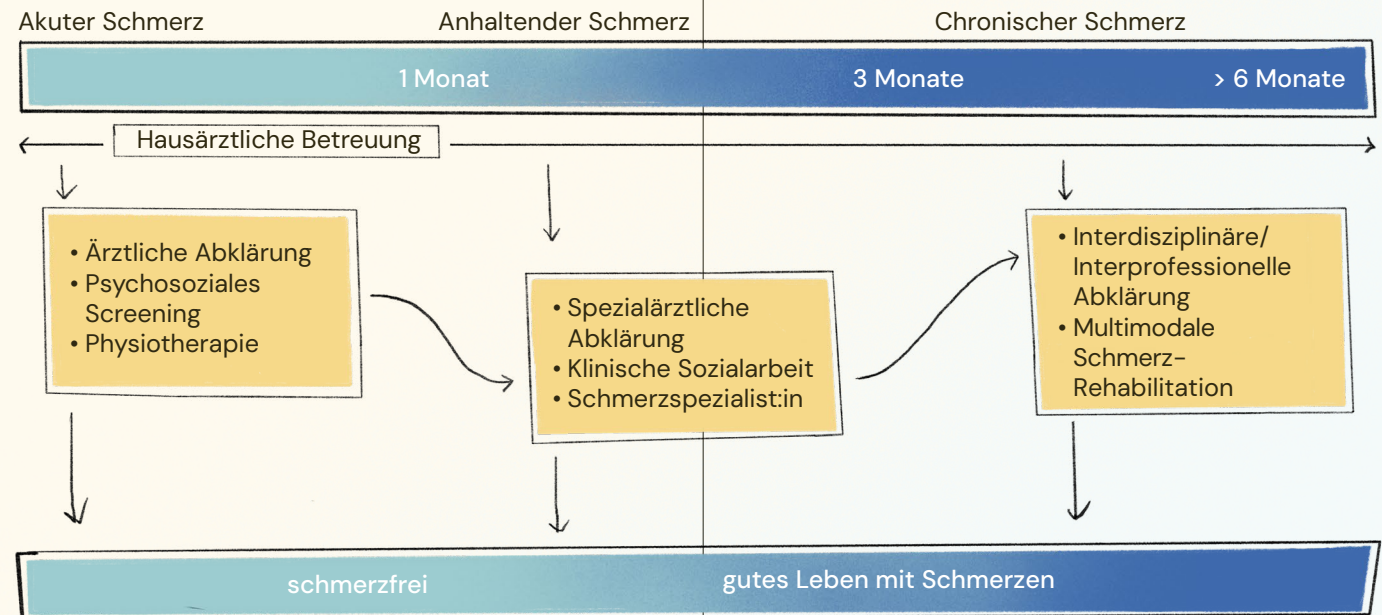 Akuter Schmerz
Anhaltender Schmerz
Chronischer Schmerz
1 Monat
3 Monate
> 6 Monate
Hausärztliche Betreuung
• Ärztliche Abklärung
• Psychosoziales
Screening
• Physiotherapie
• Spezialärztliche
Abklärung
• Klinische Sozialarbeit
• Schmerzspezialist:in
• Interdisziplinäre/
Interprofessionelle
Abklärung
• Multimodale
Schmerz-
Rehabilitation
schmerzfrei
gutes Leben mit Schmerzen